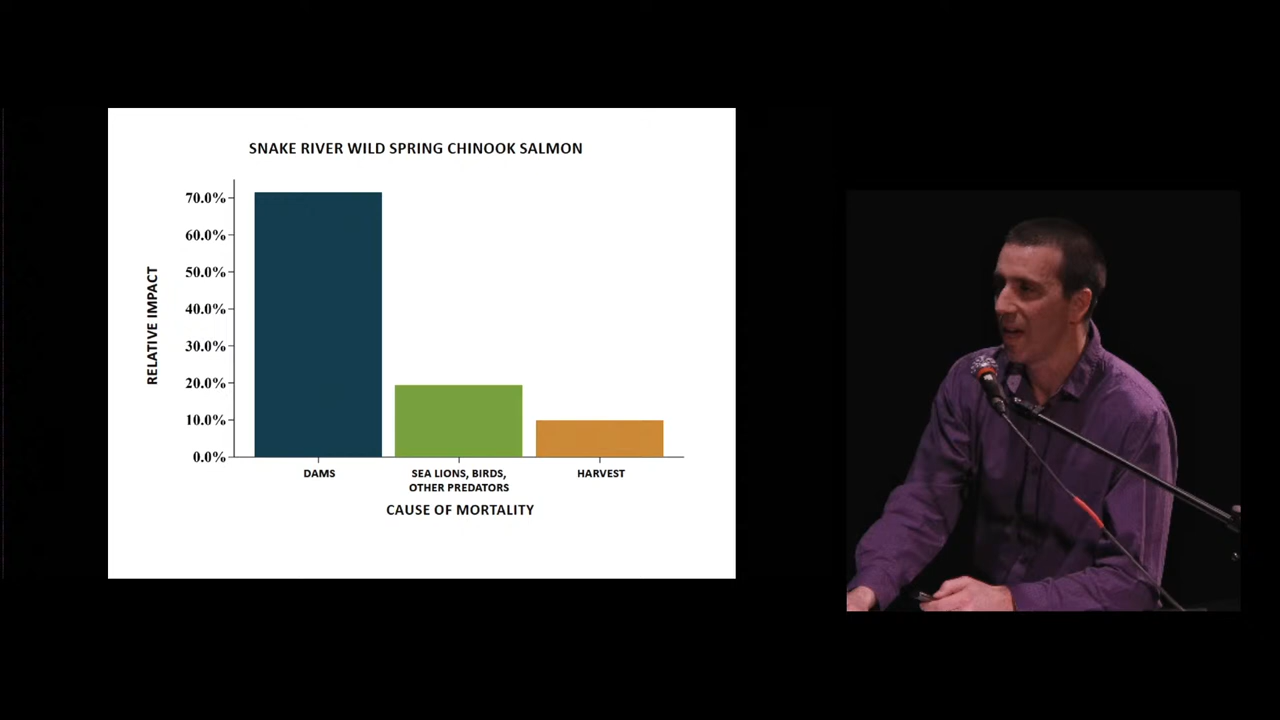 SNAKE RIVER WILD SPRING CHINOOK SALMON
RELATIVE IMPACT
70.0%
60.0%
50.0%
40.0%
30.0%
20.0%
10.0%
0.0%
DAMS
SEA LIONS, BIRDS,
OTHER PREDATORS
HARVEST
CAUSE OF MORTALITY